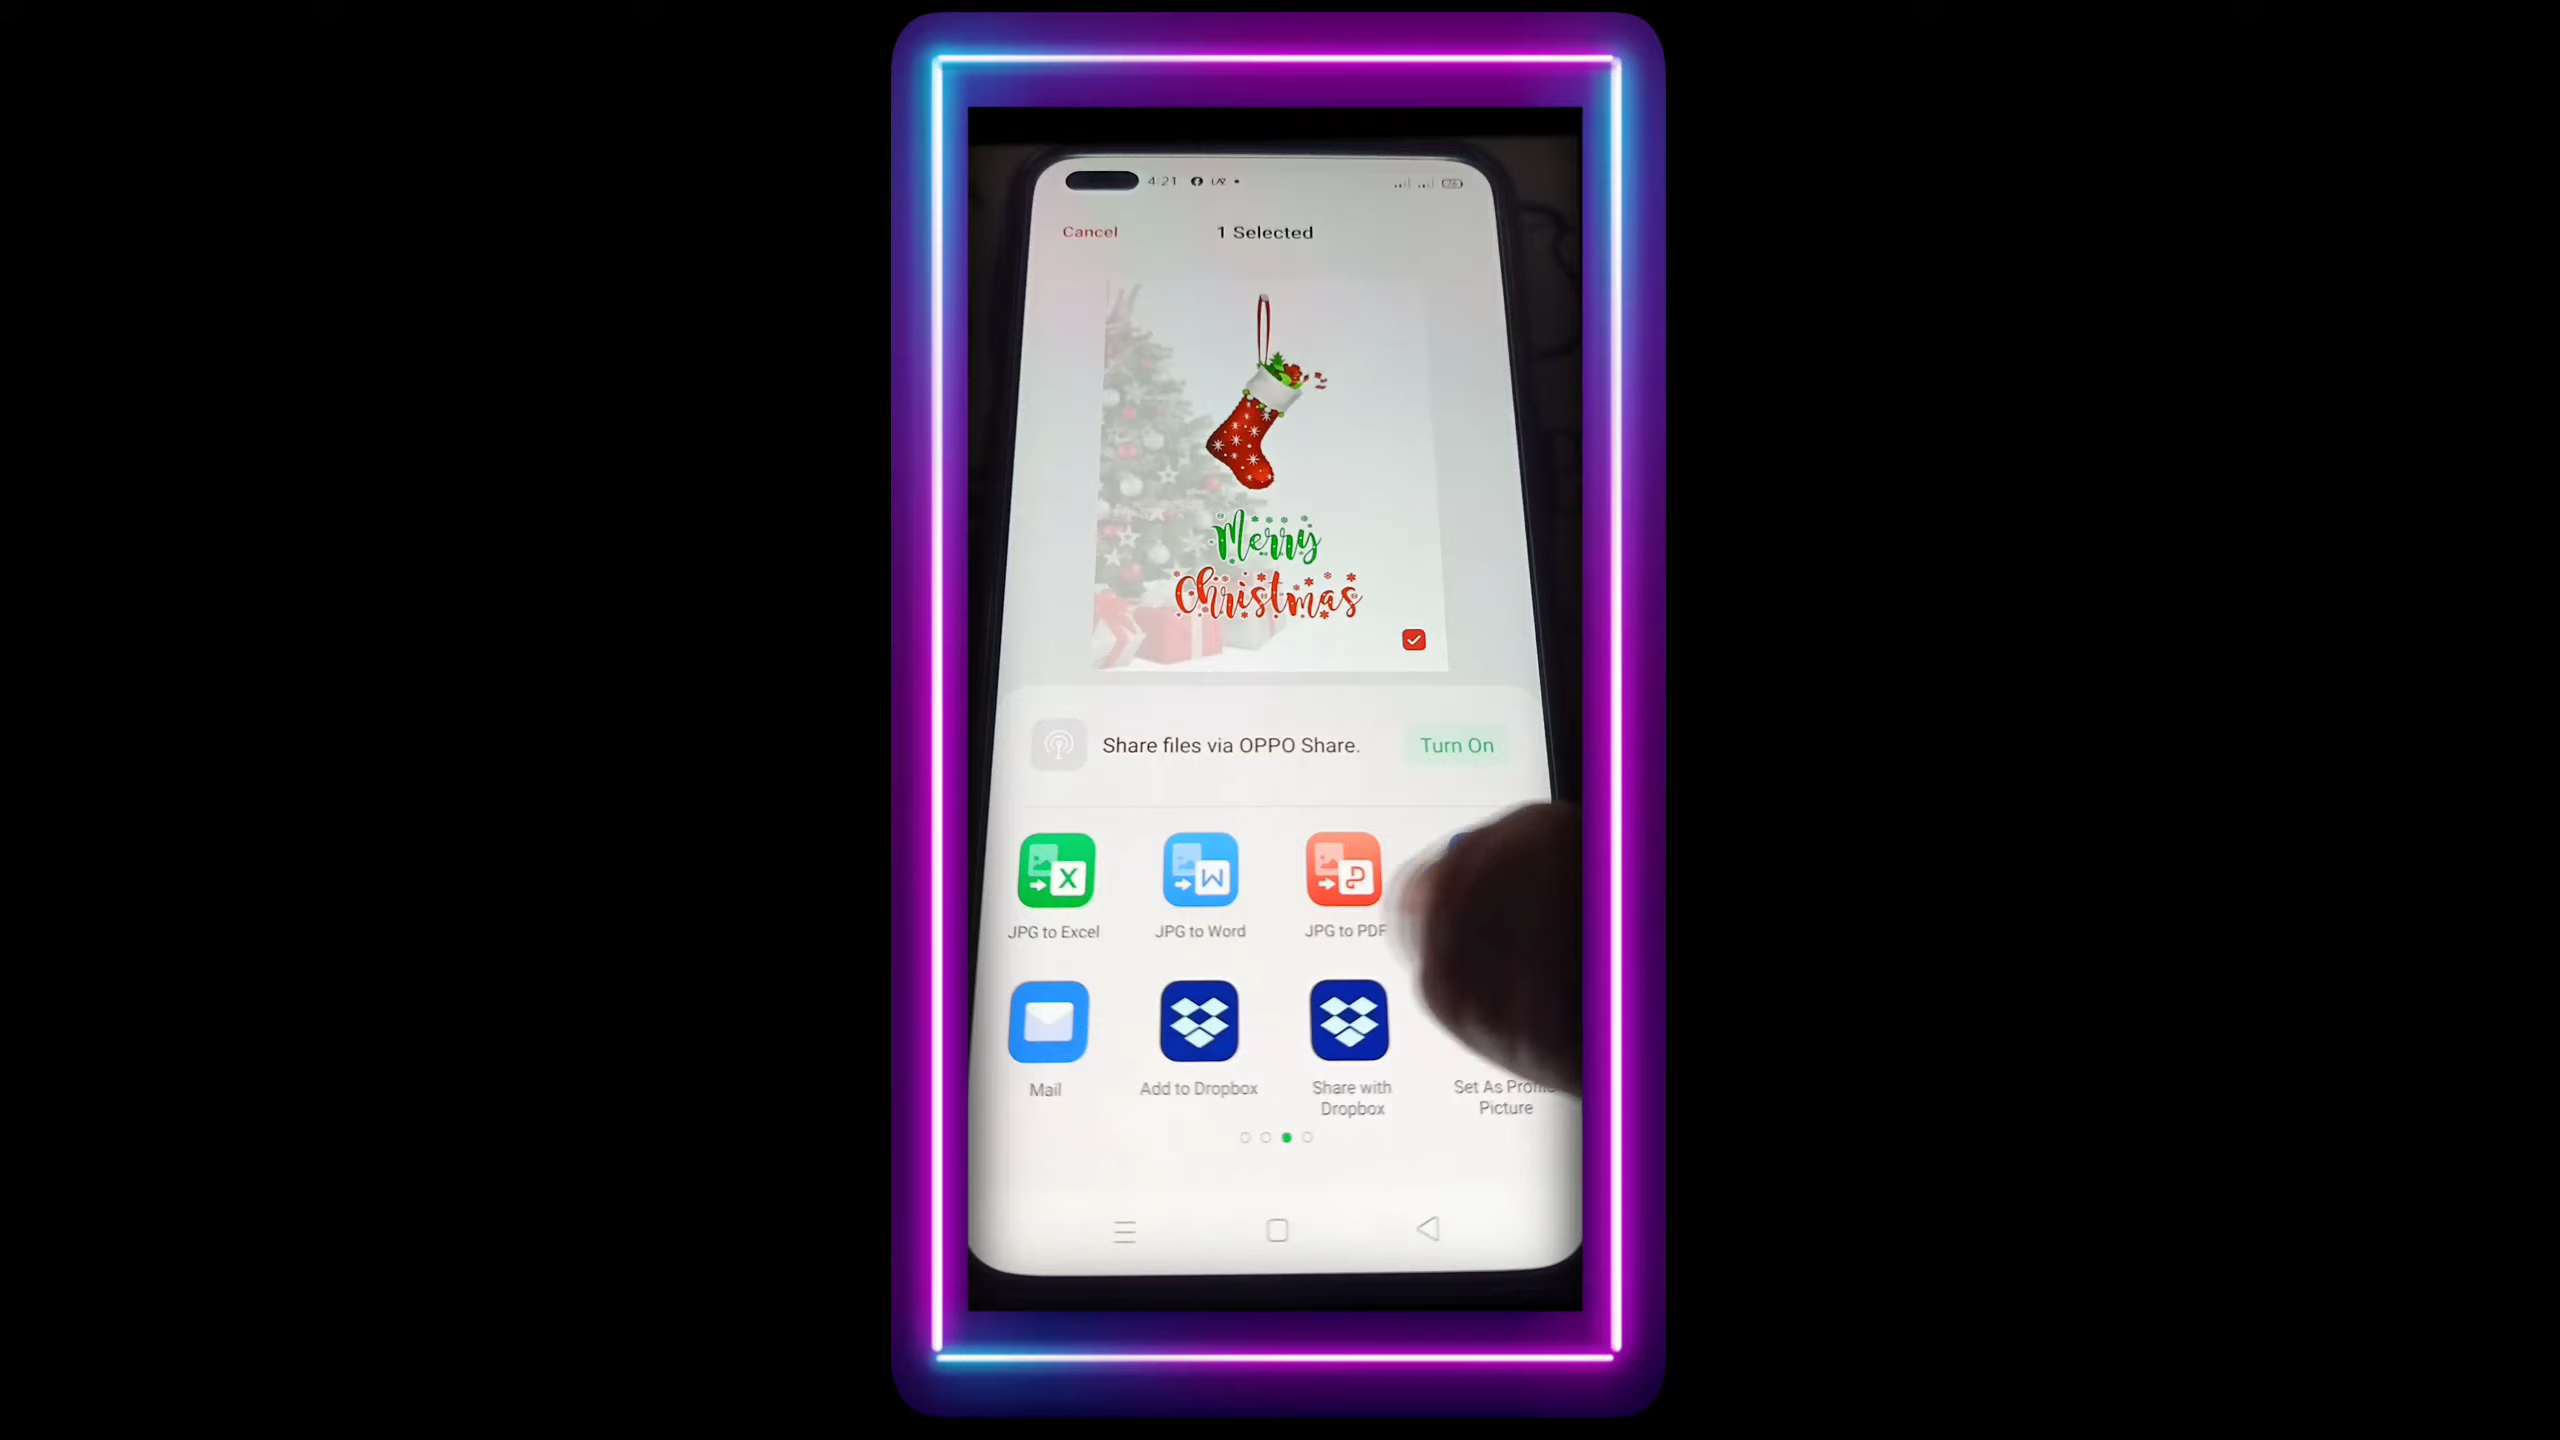 4:21
Cancel
1 Selected
Merry
Christmas
Share files via OPPO Share.
Turn On
JPG to Excel
JPG to Word
JPG to PDF
Mail
Add to Dropbox
Share with
Dropbox
Set As Profile
Picture